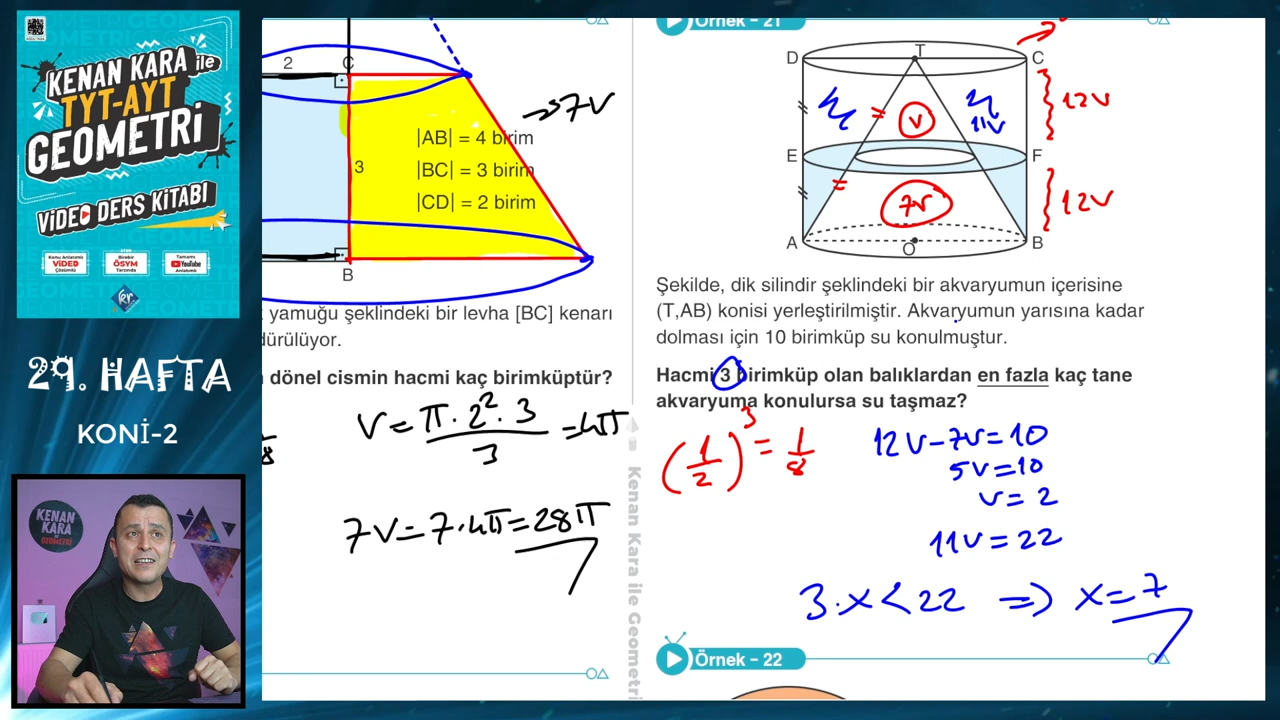 KENAN KARA ile
TYT-AYT
GEOMETRİ
VİDEO DERS KİTABI
Konu Anlatımlı
VİDEO
Çözümlü
Birebir
ÖSYM
Tarzında
Tamamı
YouTube
Anlatımlı
29. HAFTA
KONİ-2
KENAN
KARA
ile
GEOMETRİ
2
C
→ 7V
|AB| = 4 birim
|BC| = 3 birim
|CD| = 2 birim
3
B
yamuğu şeklindeki bir levha [BC] kenarı
dürülüyor.
dönel cismin hacmi kaç birimküptür?
V = π · 2² · 3 / 3 = 4π
7V = 7 · 4π = 28π
Kenan Kara ile Geometri
Örnek - 21
D
T
C
V
11V
12V
E
F
7V
12V
A
O
B
Şekilde, dik silindir şeklindeki bir akvaryumun içerisine
(T,AB) konisi yerleştirilmiştir. Akvaryumun yarısına kadar
dolması için 10 birimküp su konulmuştur.
Hacmi 3 birimküp olan balıklardan en fazla kaç tane
akvaryuma konulursa su taşmaz?
(1/2)³ = 1/8
12V - 7V = 10
5V = 10
V = 2
11V = 22
3 · x < 22 ⇒ x = 7
Örnek - 22